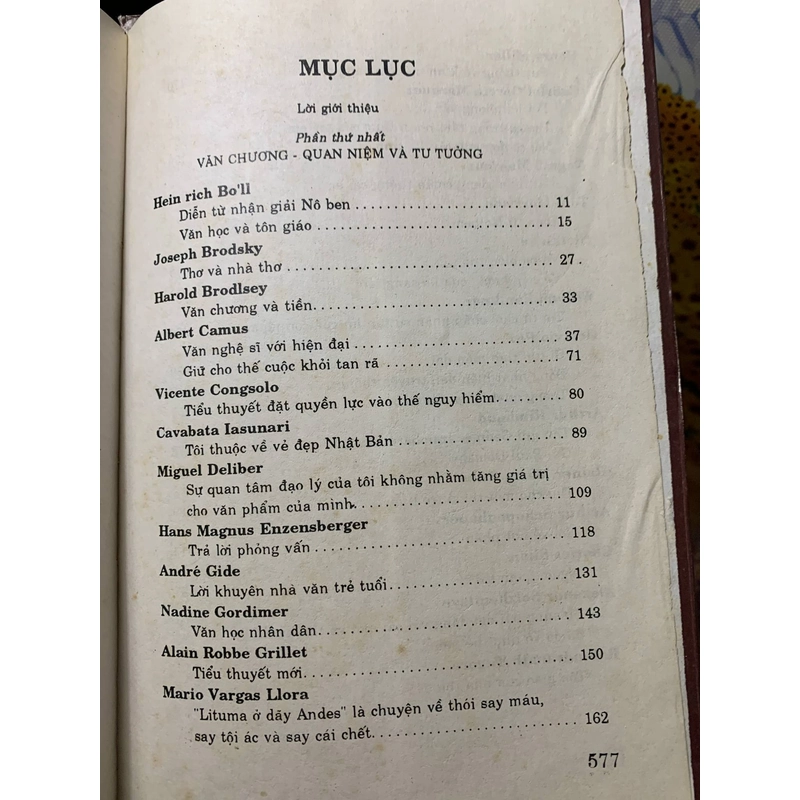 MỤC LỤC
Lời giới thiệu
Phần thứ nhất
VĂN CHƯƠNG - QUAN NIỆM VÀ TƯ TƯỞNG
Hein rich Bo'll
Diễn từ nhận giải Nô ben ........................... 11
Văn học và tôn giáo ................................ 15
Joseph Brodsky
Thơ và nhà thơ ..................................... 27
Harold Brodlsey
Văn chương và tiền.................................. 33
Albert Camus
Văn nghệ sĩ với hiện đại ........................... 37
Giữ cho thế cuộc khỏi tan rã ....................... 71
Vicente Congsolo
Tiểu thuyết đặt quyền lực vào thế nguy hiểm......... 80
Cavabata Iasunari
Tôi thuộc về vẻ đẹp Nhật Bản ....................... 89
Miguel Deliber
Sự quan tâm đạo lý của tôi không nhằm tăng giá trị
cho văn phẩm của mình............................... 109
Hans Magnus Enzensberger
Trả lời phỏng vấn .................................. 118
André Gide
Lời khuyên nhà văn trẻ tuổi......................... 131
Nadine Gordimer
Văn học nhân dân.................................... 143
Alain Robbe Grillet
Tiểu thuyết mới..................................... 150
Mario Vargas Llora
"Lituma ở dãy Andes" là chuyện về thói say máu,
say tội ác và say cái chết.......................... 162
577